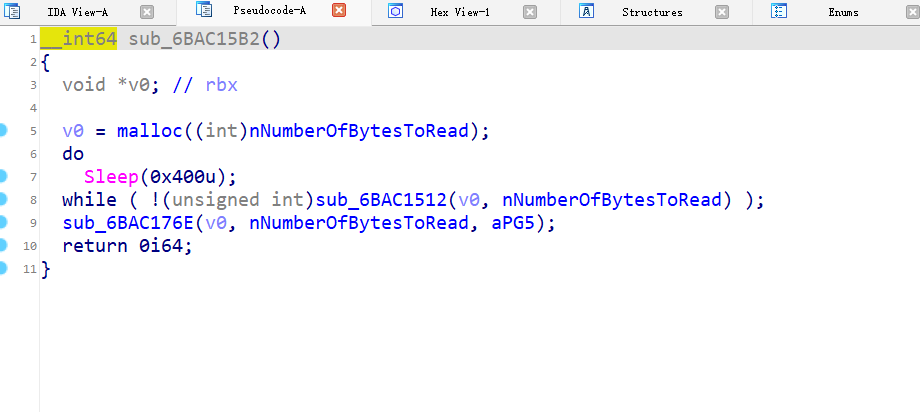 IDA View-A Pseudocode-A Hex View-1 Structures Enums
1 __int64 sub_6BAC15B2()
2 {
3   void *v0; // rbx
4
5   v0 = malloc((int)nNumberOfBytesToRead);
6   do
7     Sleep(0x400u);
8   while ( !(unsigned int)sub_6BAC1512(v0, nNumberOfBytesToRead) );
9   sub_6BAC176E(v0, nNumberOfBytesToRead, aPG5);
10   return 0i64;
11 }